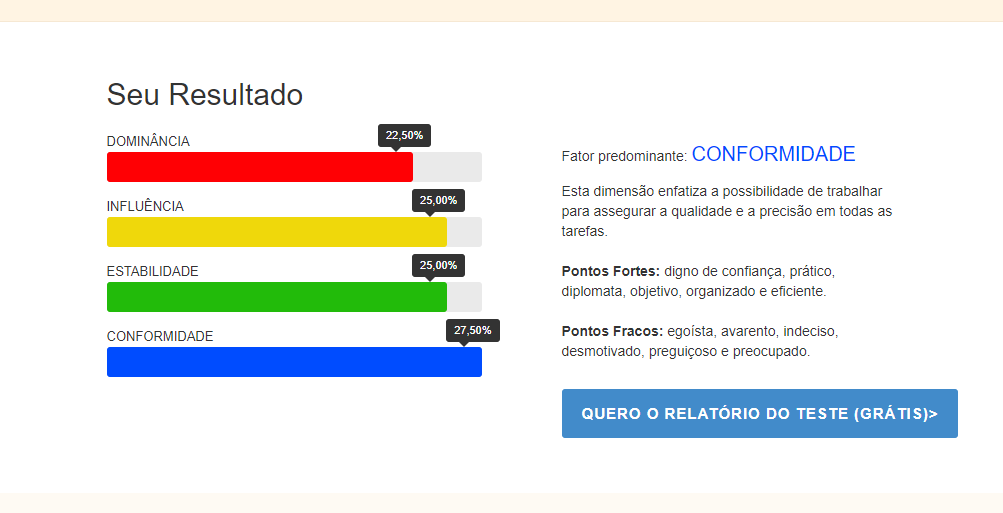 Seu Resultado
DOMINÂNCIA
22,50%
INFLUÊNCIA
25,00%
ESTABILIDADE
25,00%
CONFORMIDADE
27,50%
Fator predominante: CONFORMIDADE
Esta dimensão enfatiza a possibilidade de trabalhar
para assegurar a qualidade e a precisão em todas as
tarefas.
Pontos Fortes: digno de confiança, prático,
diplomata, objetivo, organizado e eficiente.
Pontos Fracos: egoísta, avarento, indeciso,
desmotivado, preguiçoso e preocupado.
QUERO O RELATÓRIO DO TESTE (GRÁTIS)>